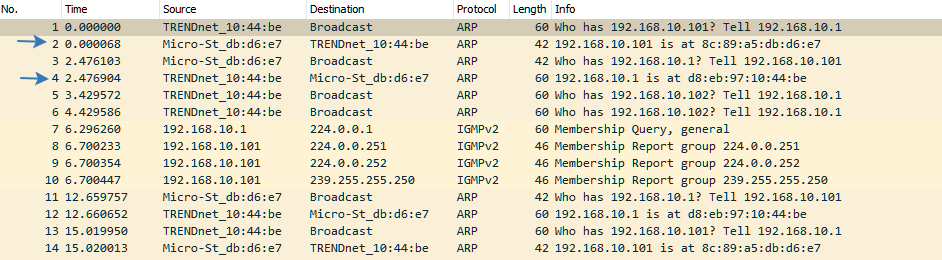 No. Time Source Destination Protocol Length Info
1 0.000000 TRENDnet_10:44:be Broadcast ARP 60 Who has 192.168.10.101? Tell 192.168.10.1
2 0.000068 Micro-St_db:d6:e7 TRENDnet_10:44:be ARP 42 192.168.10.101 is at 8c:89:a5:db:d6:e7
3 2.476103 Micro-St_db:d6:e7 Broadcast ARP 42 Who has 192.168.10.1? Tell 192.168.10.101
4 2.476904 TRENDnet_10:44:be Micro-St_db:d6:e7 ARP 60 192.168.10.1 is at d8:eb:97:10:44:be
5 3.429572 TRENDnet_10:44:be Broadcast ARP 60 Who has 192.168.10.102? Tell 192.168.10.1
6 4.429586 TRENDnet_10:44:be Broadcast ARP 60 Who has 192.168.10.102? Tell 192.168.10.1
7 6.296260 192.168.10.1 224.0.0.1 IGMPv2 60 Membership Query, general
8 6.700233 192.168.10.101 224.0.0.251 IGMPv2 46 Membership Report group 224.0.0.251
9 6.700354 192.168.10.101 224.0.0.252 IGMPv2 46 Membership Report group 224.0.0.252
10 6.700447 192.168.10.101 239.255.255.250 IGMPv2 46 Membership Report group 239.255.255.250
11 12.659757 Micro-St_db:d6:e7 Broadcast ARP 42 Who has 192.168.10.1? Tell 192.168.10.101
12 12.660652 TRENDnet_10:44:be Micro-St_db:d6:e7 ARP 60 192.168.10.1 is at d8:eb:97:10:44:be
13 15.019950 TRENDnet_10:44:be Broadcast ARP 60 Who has 192.168.10.101? Tell 192.168.10.1
14 15.020013 Micro-St_db:d6:e7 TRENDnet_10:44:be ARP 42 192.168.10.101 is at 8c:89:a5:db:d6:e7